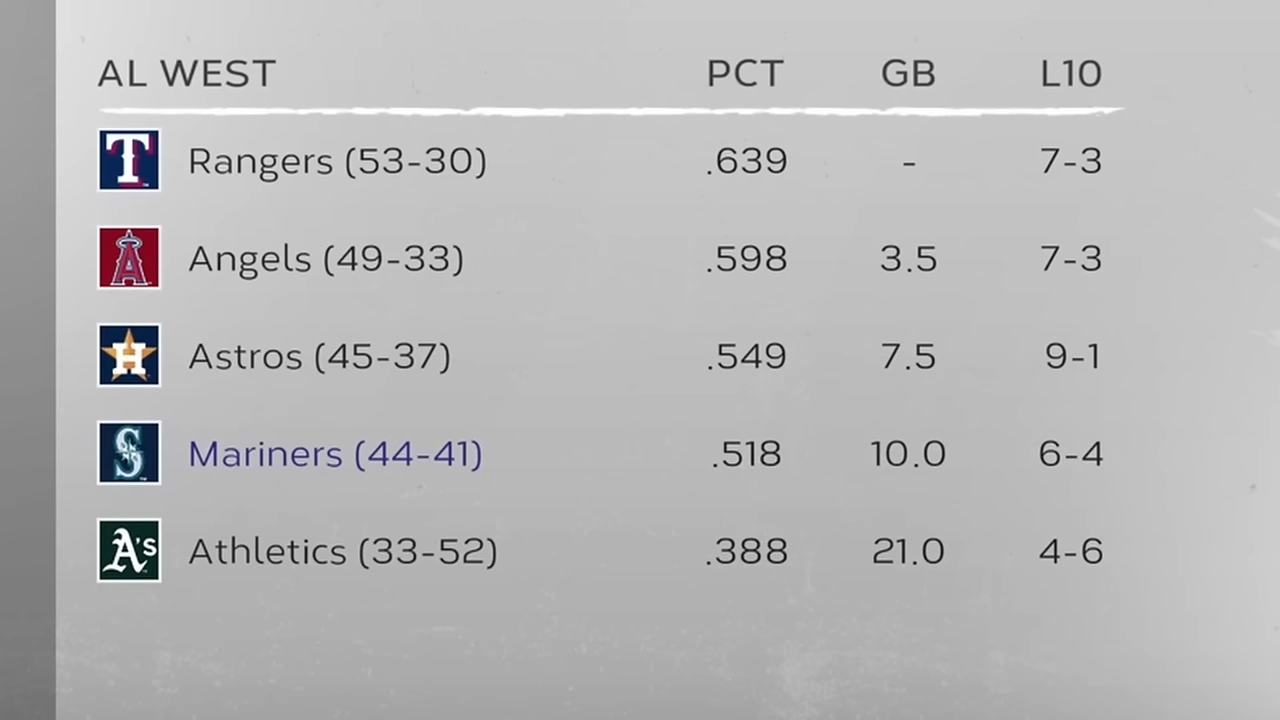 AL WEST PCT GB L10
T Rangers (53-30) .639 - 7-3
A Angels (49-33) .598 3.5 7-3
H Astros (45-37) .549 7.5 9-1
S Mariners (44-41) .518 10.0 6-4
A's Athletics (33-52) .388 21.0 4-6